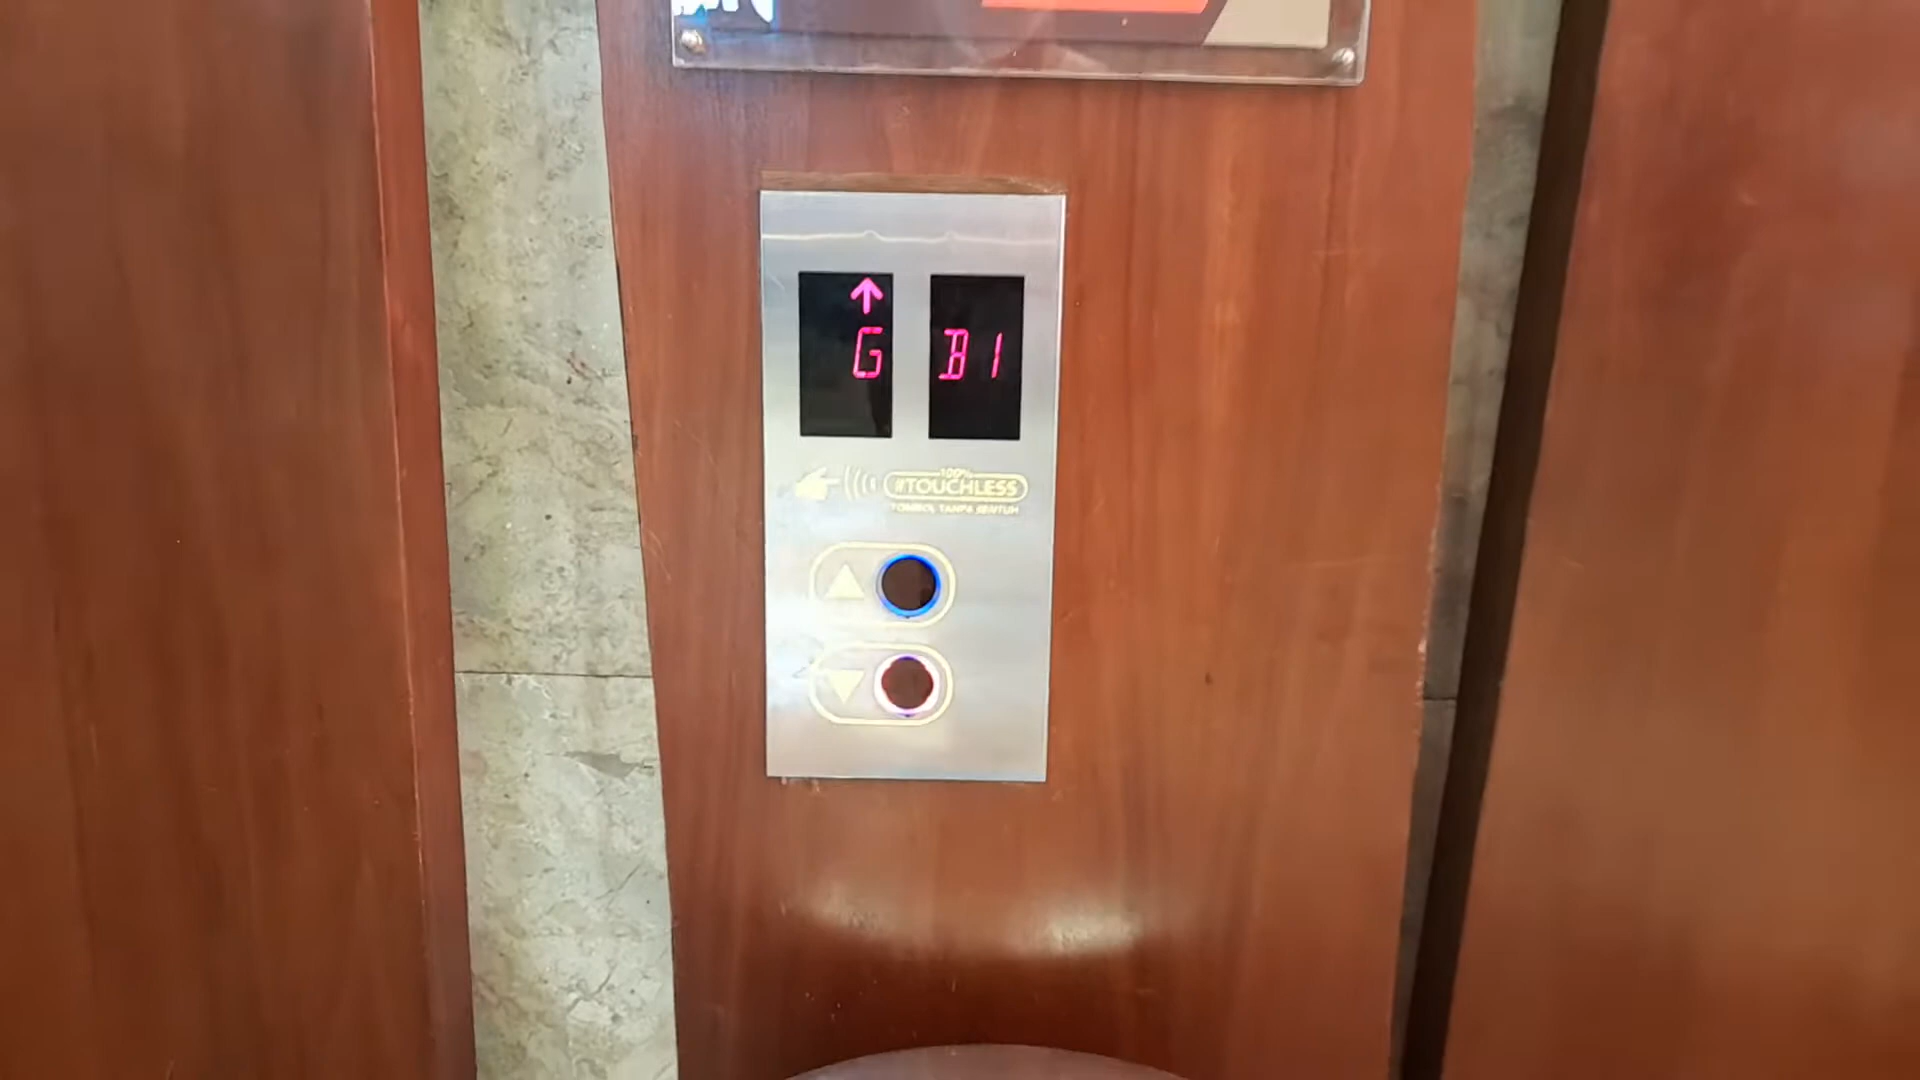 G
B1
100%
#TOUCHLESS
TOMBOL TANPA SENTUH